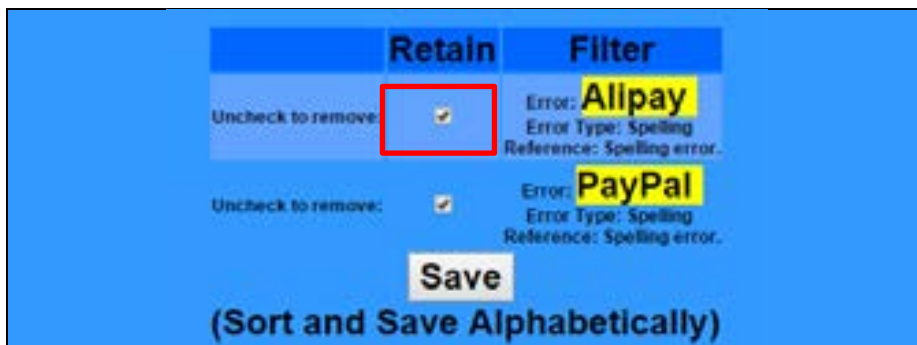 Retain Filter
Uncheck to remove: Error: Alipay
Error Type: Spelling
Reference: Spelling error.
Uncheck to remove: Error: PayPal
Error Type: Spelling
Reference: Spelling error.
Save
(Sort and Save Alphabetically)